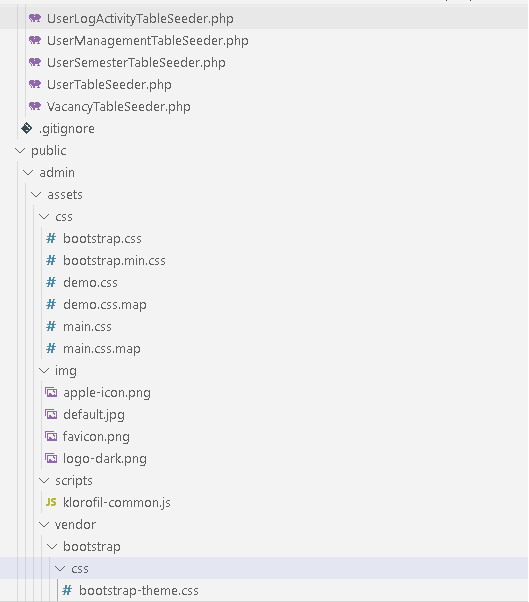 UserLogActivityTableSeeder.php
UserManagementTableSeeder.php
UserSemesterTableSeeder.php
UserTableSeeder.php
VacancyTableSeeder.php
.gitignore
public
admin
assets
css
# bootstrap.css
# bootstrap.min.css
# demo.css
# demo.css.map
# main.css
# main.css.map
img
apple-icon.png
default.jpg
favicon.png
logo-dark.png
scripts
JS klorofil-common.js
vendor
bootstrap
css
# bootstrap-theme.css